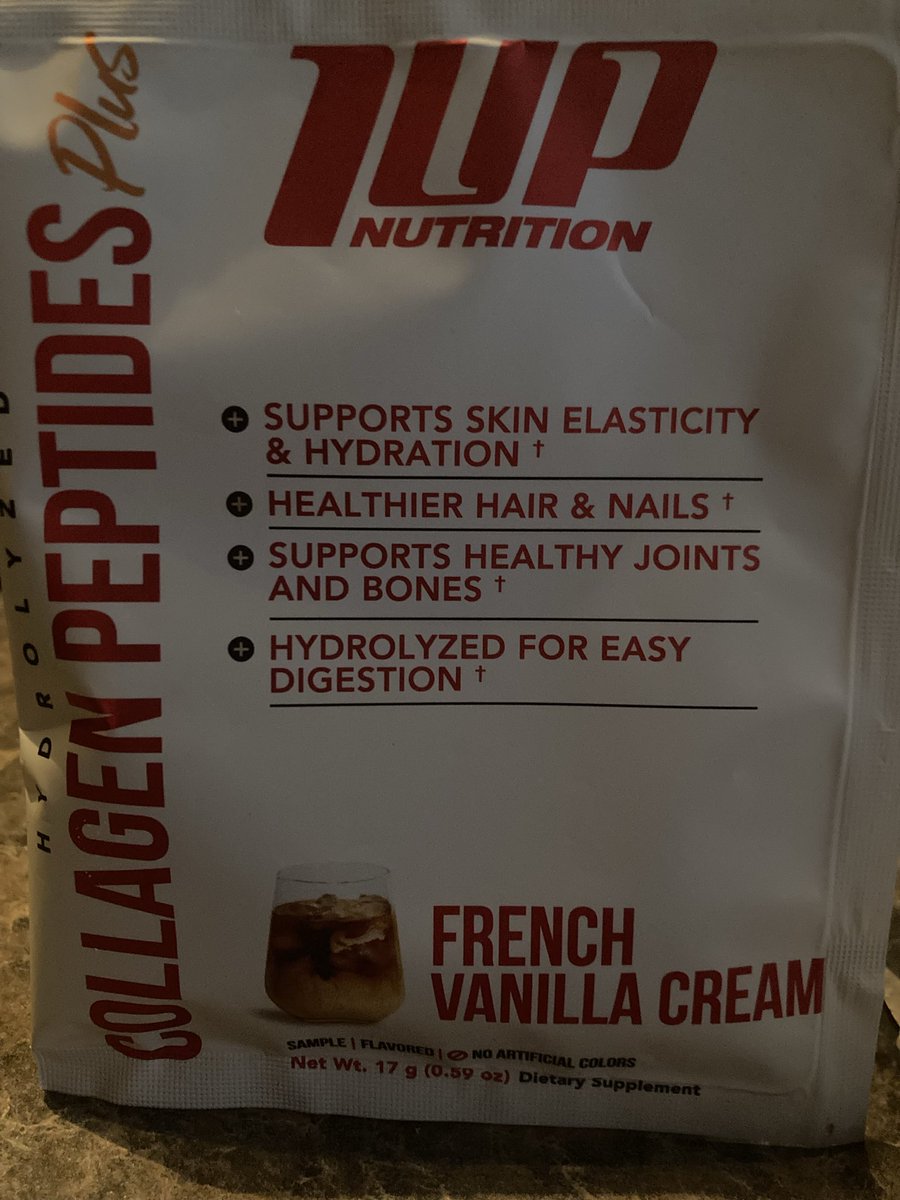 1UP
NUTRITION
HYDROLYZED
COLLAGEN PEPTIDES Plus
SUPPORTS SKIN ELASTICITY
& HYDRATION †
HEALTHIER HAIR & NAILS †
SUPPORTS HEALTHY JOINTS
AND BONES †
HYDROLYZED FOR EASY
DIGESTION †
FRENCH
VANILLA CREAM
SAMPLE | FLAVORED | NO ARTIFICIAL COLORS
Net Wt. 17 g (0.59 oz) Dietary Supplement